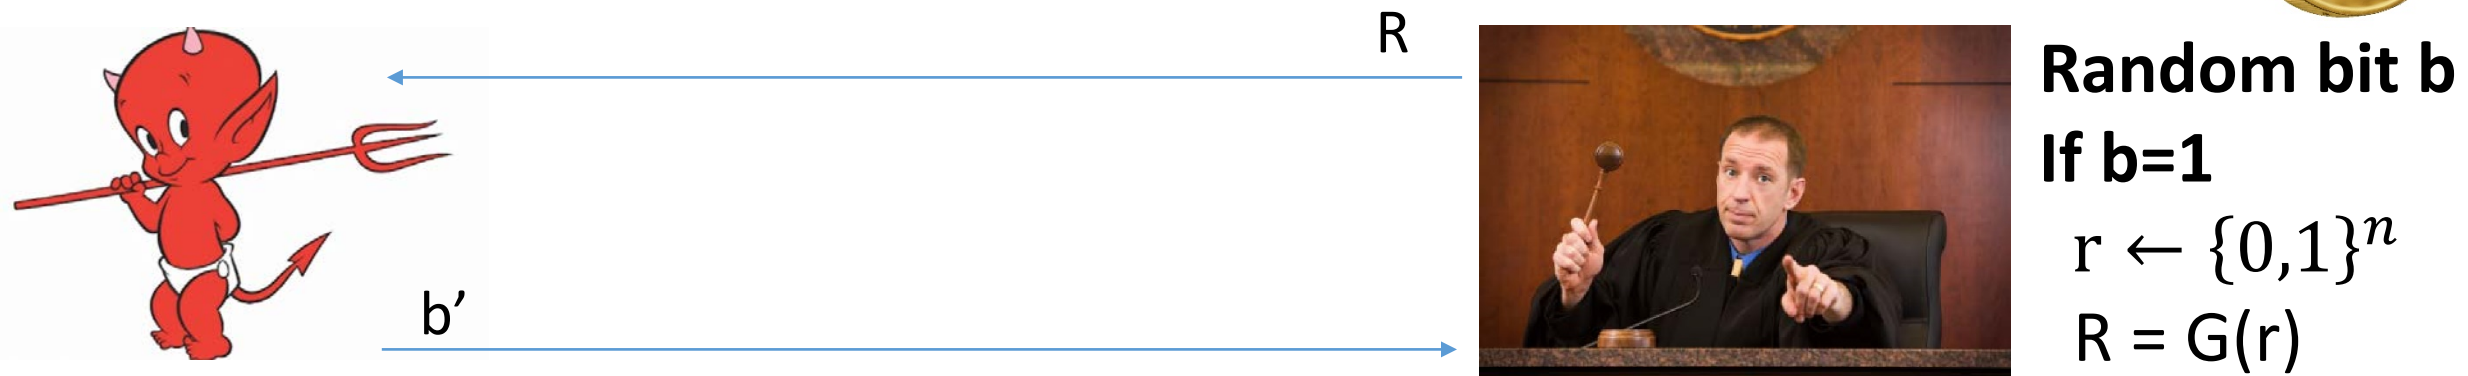 R
b′
Random bit b
If b=1
r ← {0,1}ⁿ
R = G(r)